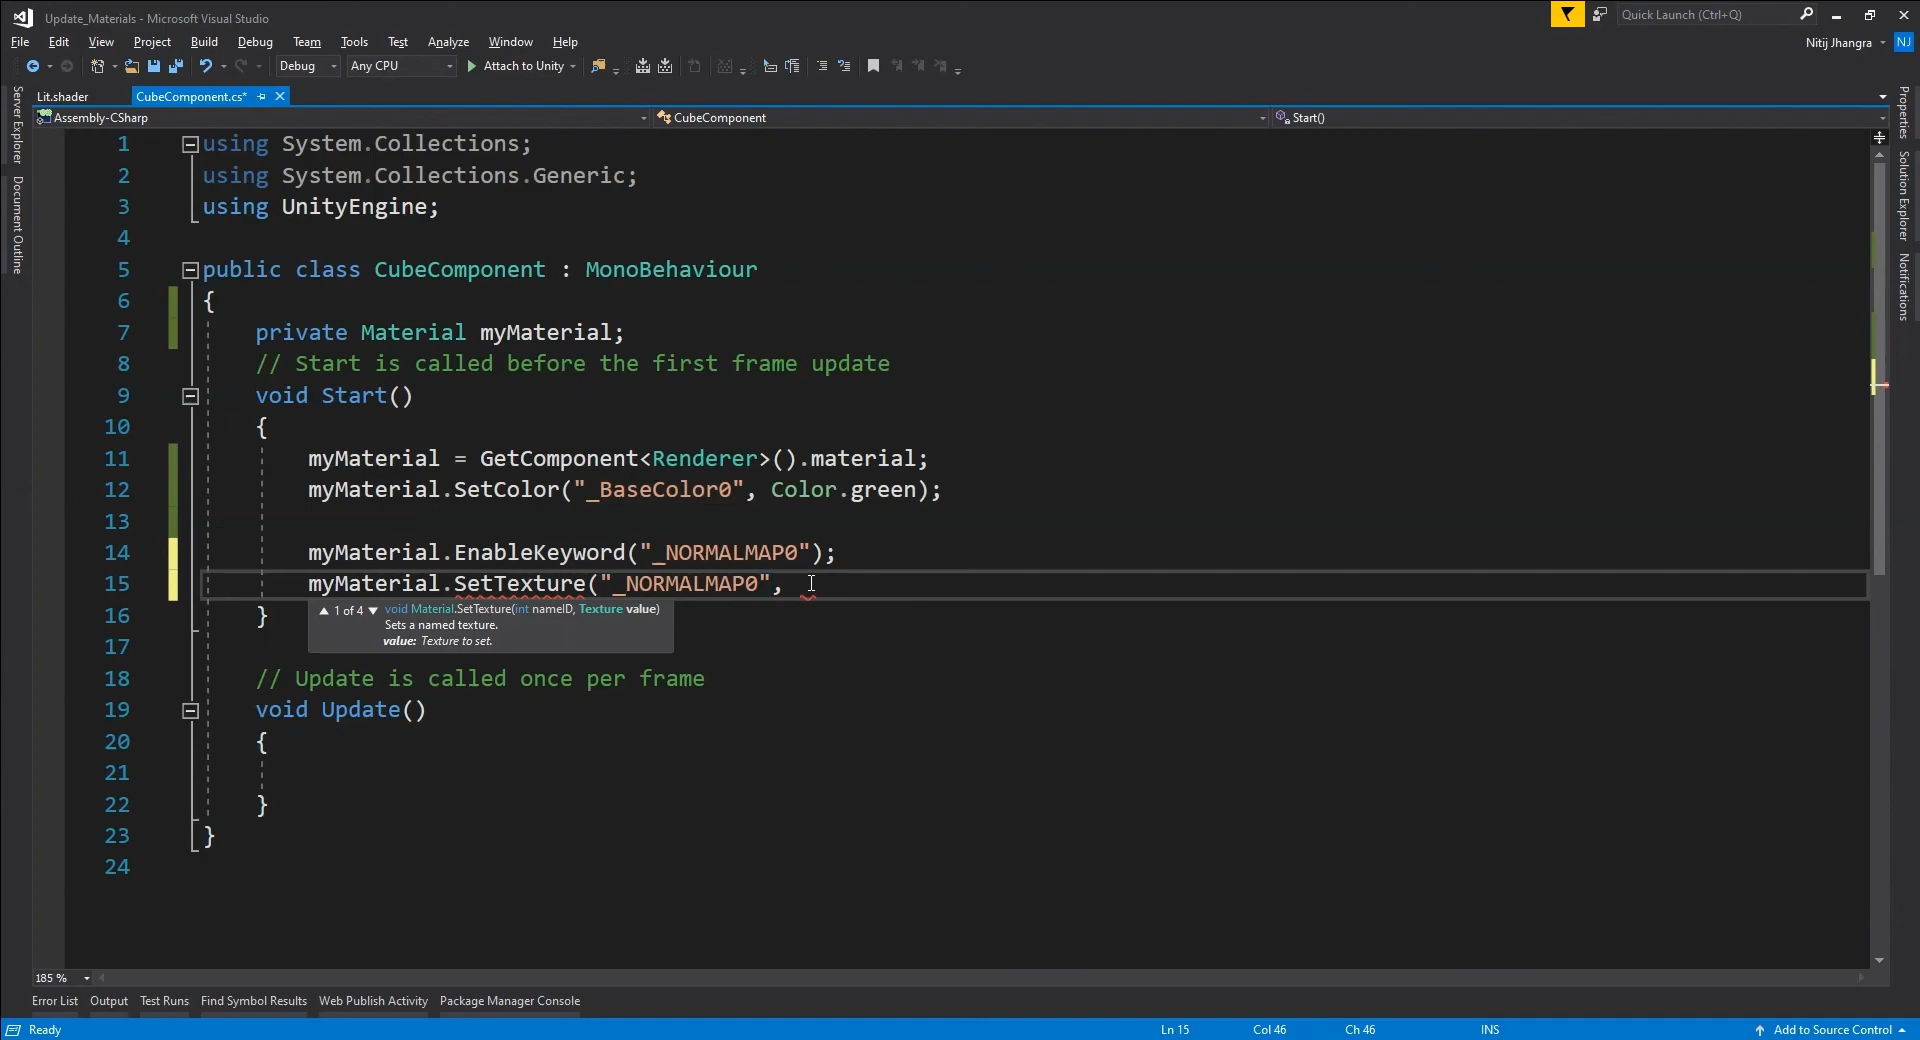 Update_Materials - Microsoft Visual Studio
Quick Launch (Ctrl+Q)
File Edit View Project Build Debug Team Tools Test Analyze Window Help
Nitij Jhangra NJ
Debug Any CPU Attach to Unity
Lit.shader CubeComponent.cs*
Assembly-CSharp CubeComponent Start()
Server Explorer
Document Outline
Properties
Solution Explorer
Notifications
1 using System.Collections;
2 using System.Collections.Generic;
3 using UnityEngine;
4
5 public class CubeComponent : MonoBehaviour
6 {
7 private Material myMaterial;
8 // Start is called before the first frame update
9 void Start()
10 {
11 myMaterial = GetComponent<Renderer>().material;
12 myMaterial.SetColor("_BaseColor0", Color.green);
13
14 myMaterial.EnableKeyword("_NORMALMAP0");
15 myMaterial.SetTexture("_NORMALMAP0",
16 }
▲ 1 of 4 ▼ void Material.SetTexture(int nameID, Texture value)
Sets a named texture.
value: Texture to set.
17
18 // Update is called once per frame
19 void Update()
20 {
21
22 }
23 }
24
185 %
Error List Output Test Runs Find Symbol Results Web Publish Activity Package Manager Console
Ready Ln 15 Col 46 Ch 46 INS Add to Source Control